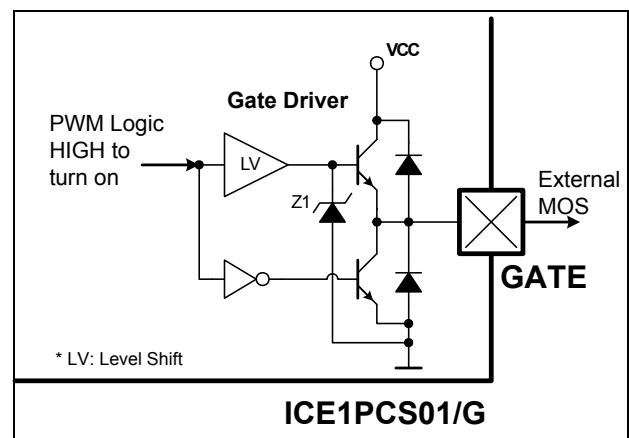 VCC
Gate Driver
PWM Logic
HIGH to
turn on
LV
Z1
External
MOS
GATE
* LV: Level Shift
ICE1PCS01/G